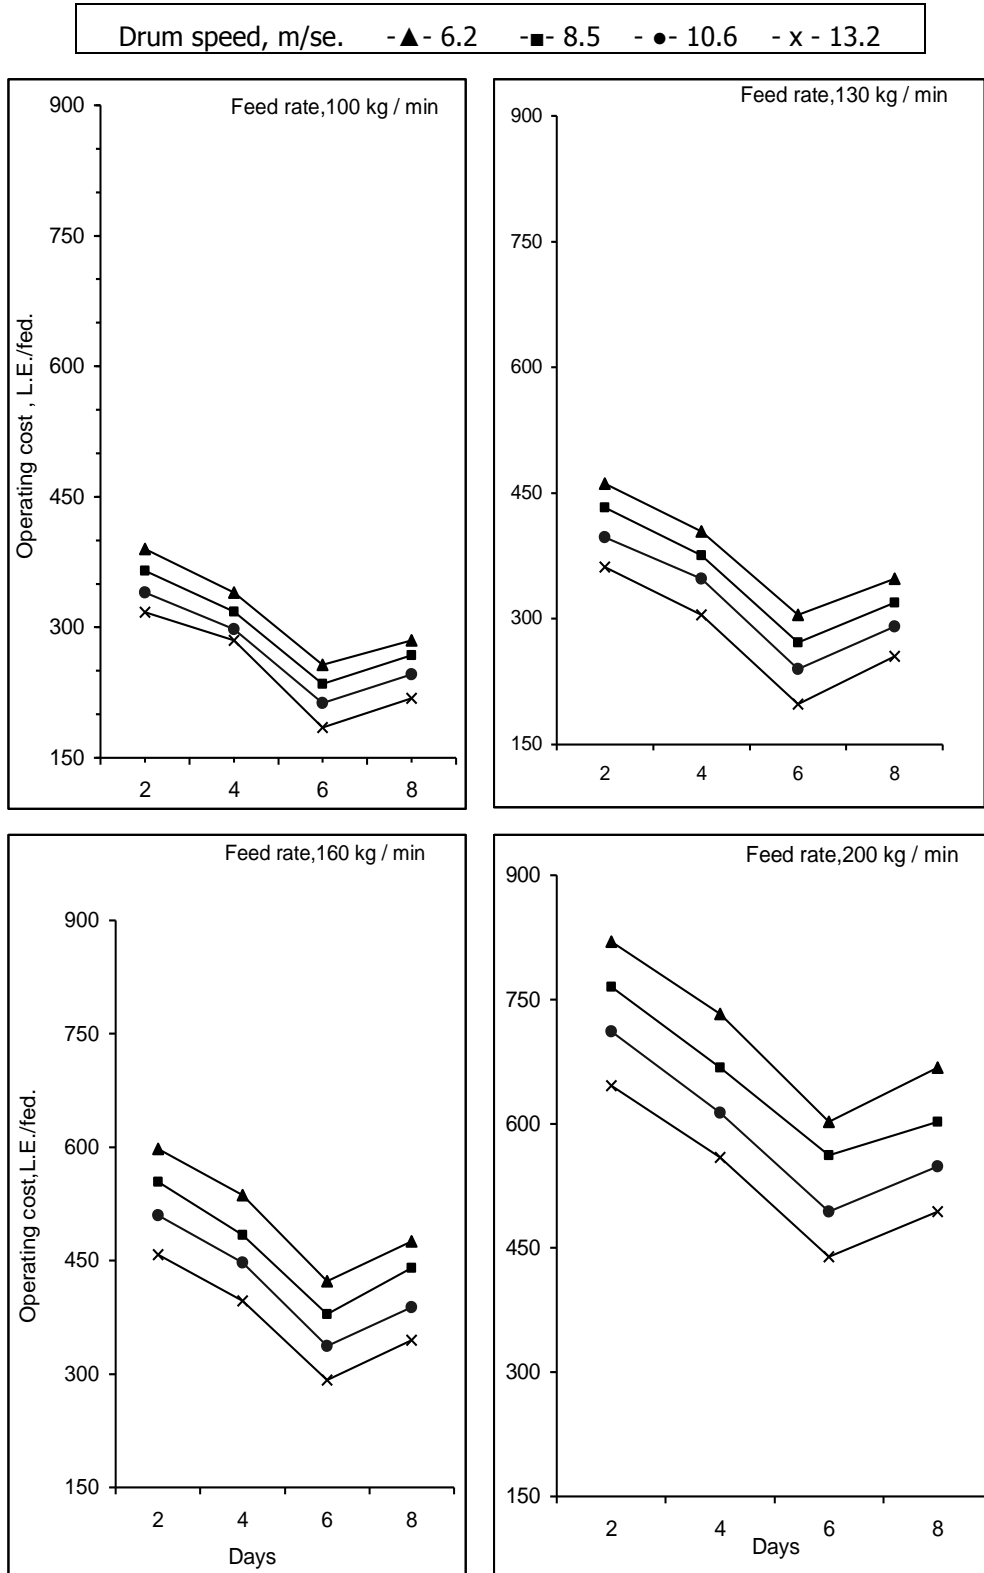 Drum speed, m/se. -▲- 6.2 -■- 8.5 -●- 10.6 - x - 13.2
Feed rate,100 kg / min
Operating cost , L.E./fed.
900
750
600
450
300
150
2 4 6 8
Feed rate,130 kg / min
900
750
600
450
300
150
2 4 6 8
Feed rate,160 kg / min
Operating cost,L.E./fed.
900
750
600
450
300
150
2 4 6 8
Days
Feed rate,200 kg / min
900
750
600
450
300
150
2 4 6 8
Days